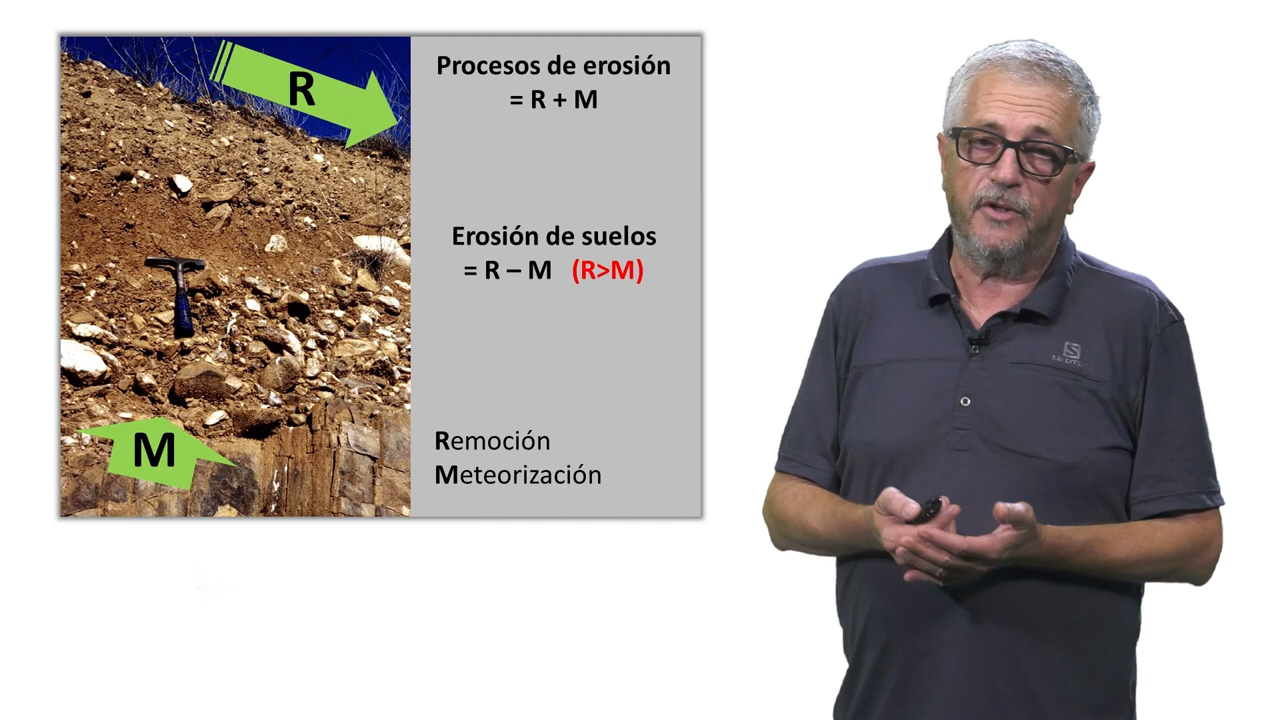 R
Procesos de erosión
= R + M
Erosión de suelos
= R – M (R>M)
M
Remoción
Meteorización
S